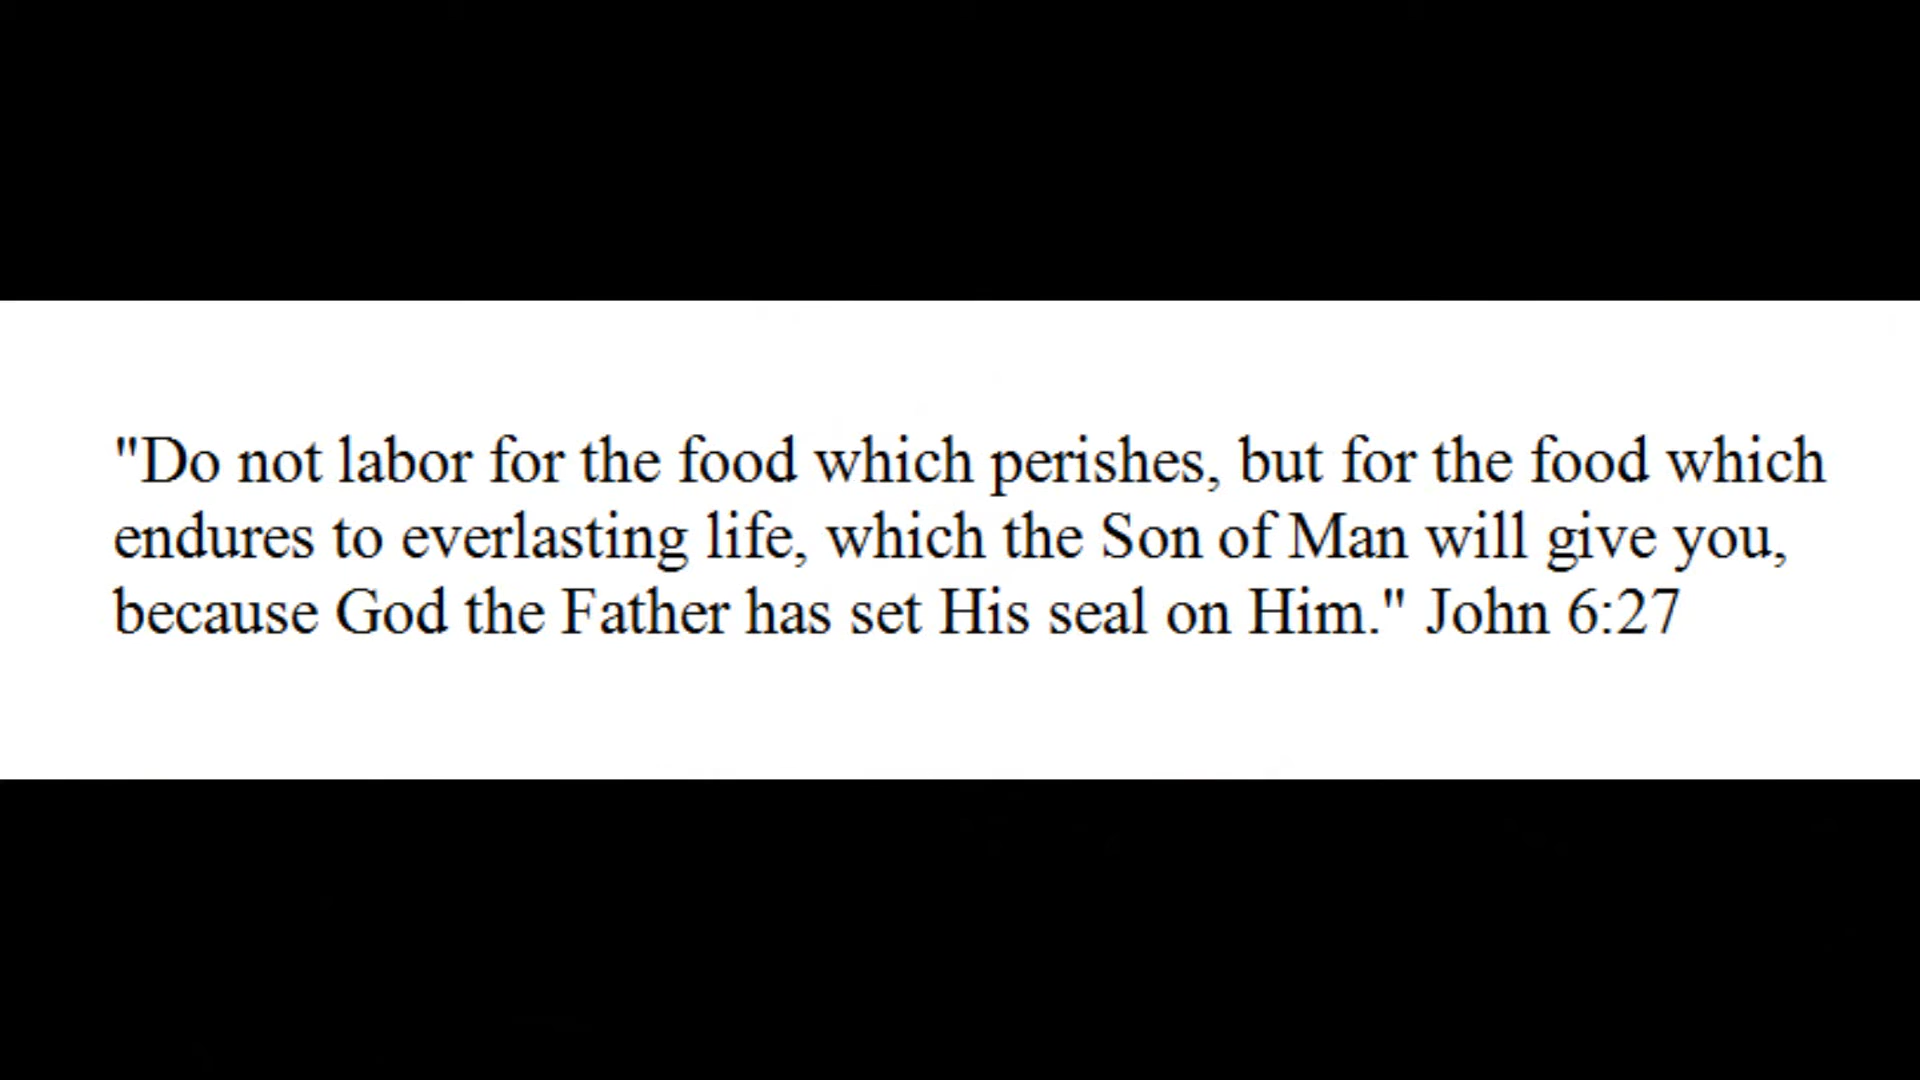 "Do not labor for the food which perishes, but for the food which
endures to everlasting life, which the Son of Man will give you,
because God the Father has set His seal on Him." John 6:27